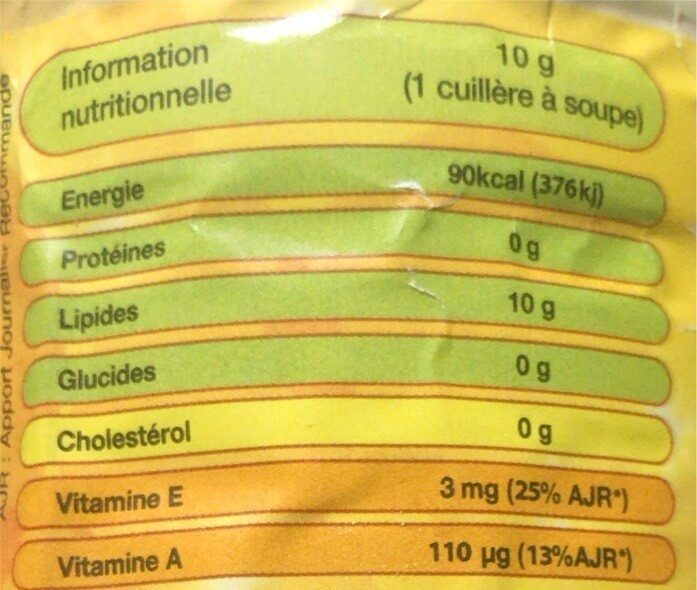 Information
nutritionnelle
10 g
(1 cuillère à soupe)
Energie 90kcal (376kj)
Protéines 0 g
Lipides 10 g
Glucides 0 g
Cholestérol 0 g
Vitamine E 3 mg (25% AJR*)
Vitamine A 110 µg (13%AJR*)
AJR : Apport Journalier Recommandé